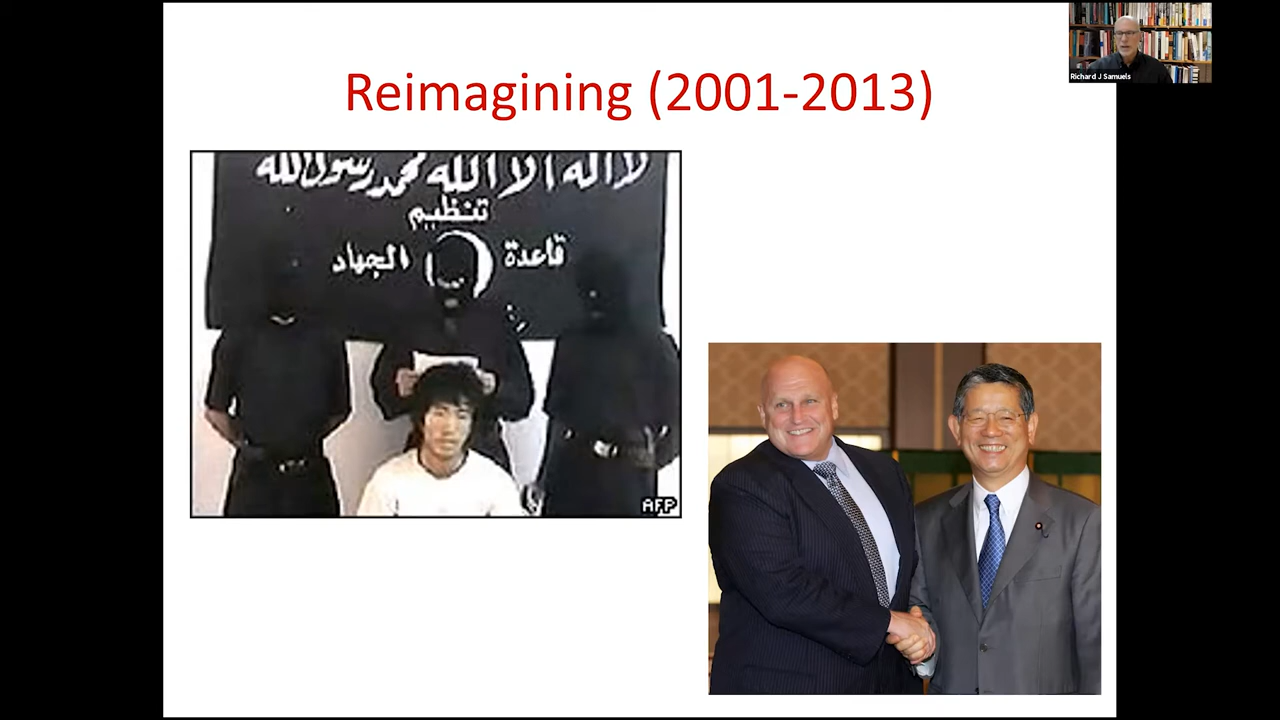 Richard J Samuels
Reimagining (2001-2013)
لا اله الا الله محمد رسول الله
تنظيم
قاعدة الجهاد
AFP